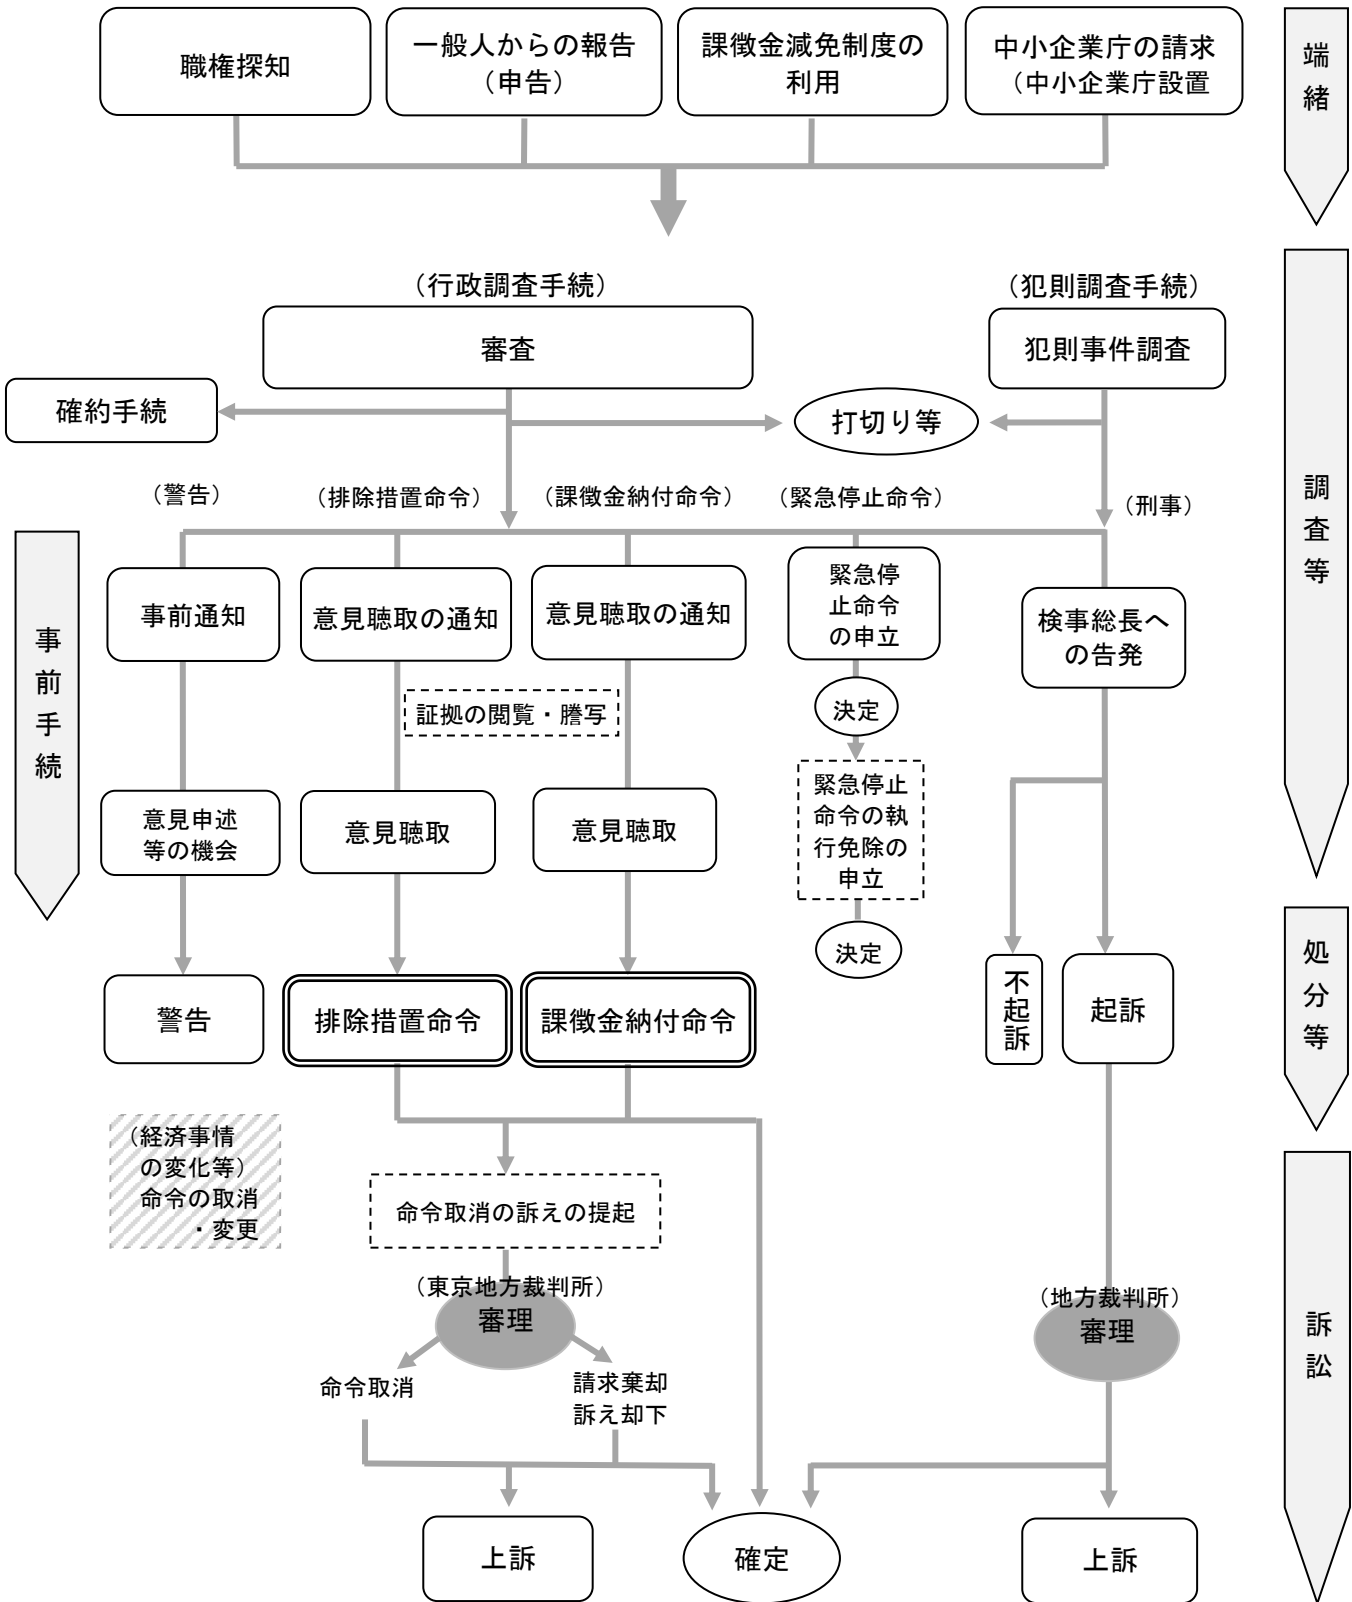 職権探知
一般人からの報告
（申告）
課徴金減免制度の
利用
中小企業庁の請求
（中小企業庁設置
端緒
（行政調査手続）
審査
（犯則調査手続）
犯則事件調査
確約手続
打切り等
調査等
（警告）
（排除措置命令）
（課徴金納付命令）
（緊急停止命令）
（刑事）
事前手続
事前通知
意見聴取の通知
意見聴取の通知
緊急停
止命令
の申立
検事総長へ
の告発
証拠の閲覧・謄写
決定
緊急停止
命令の執
行免除の
申立
意見申述
等の機会
意見聴取
意見聴取
決定
処分等
警告
排除措置命令
課徴金納付命令
不起訴
起訴
（経済事情
の変化等）
命令の取消
・変更
命令取消の訴えの提起
訴訟
（東京地方裁判所）
審理
（地方裁判所）
審理
命令取消
請求棄却
訴え却下
上訴
確定
上訴